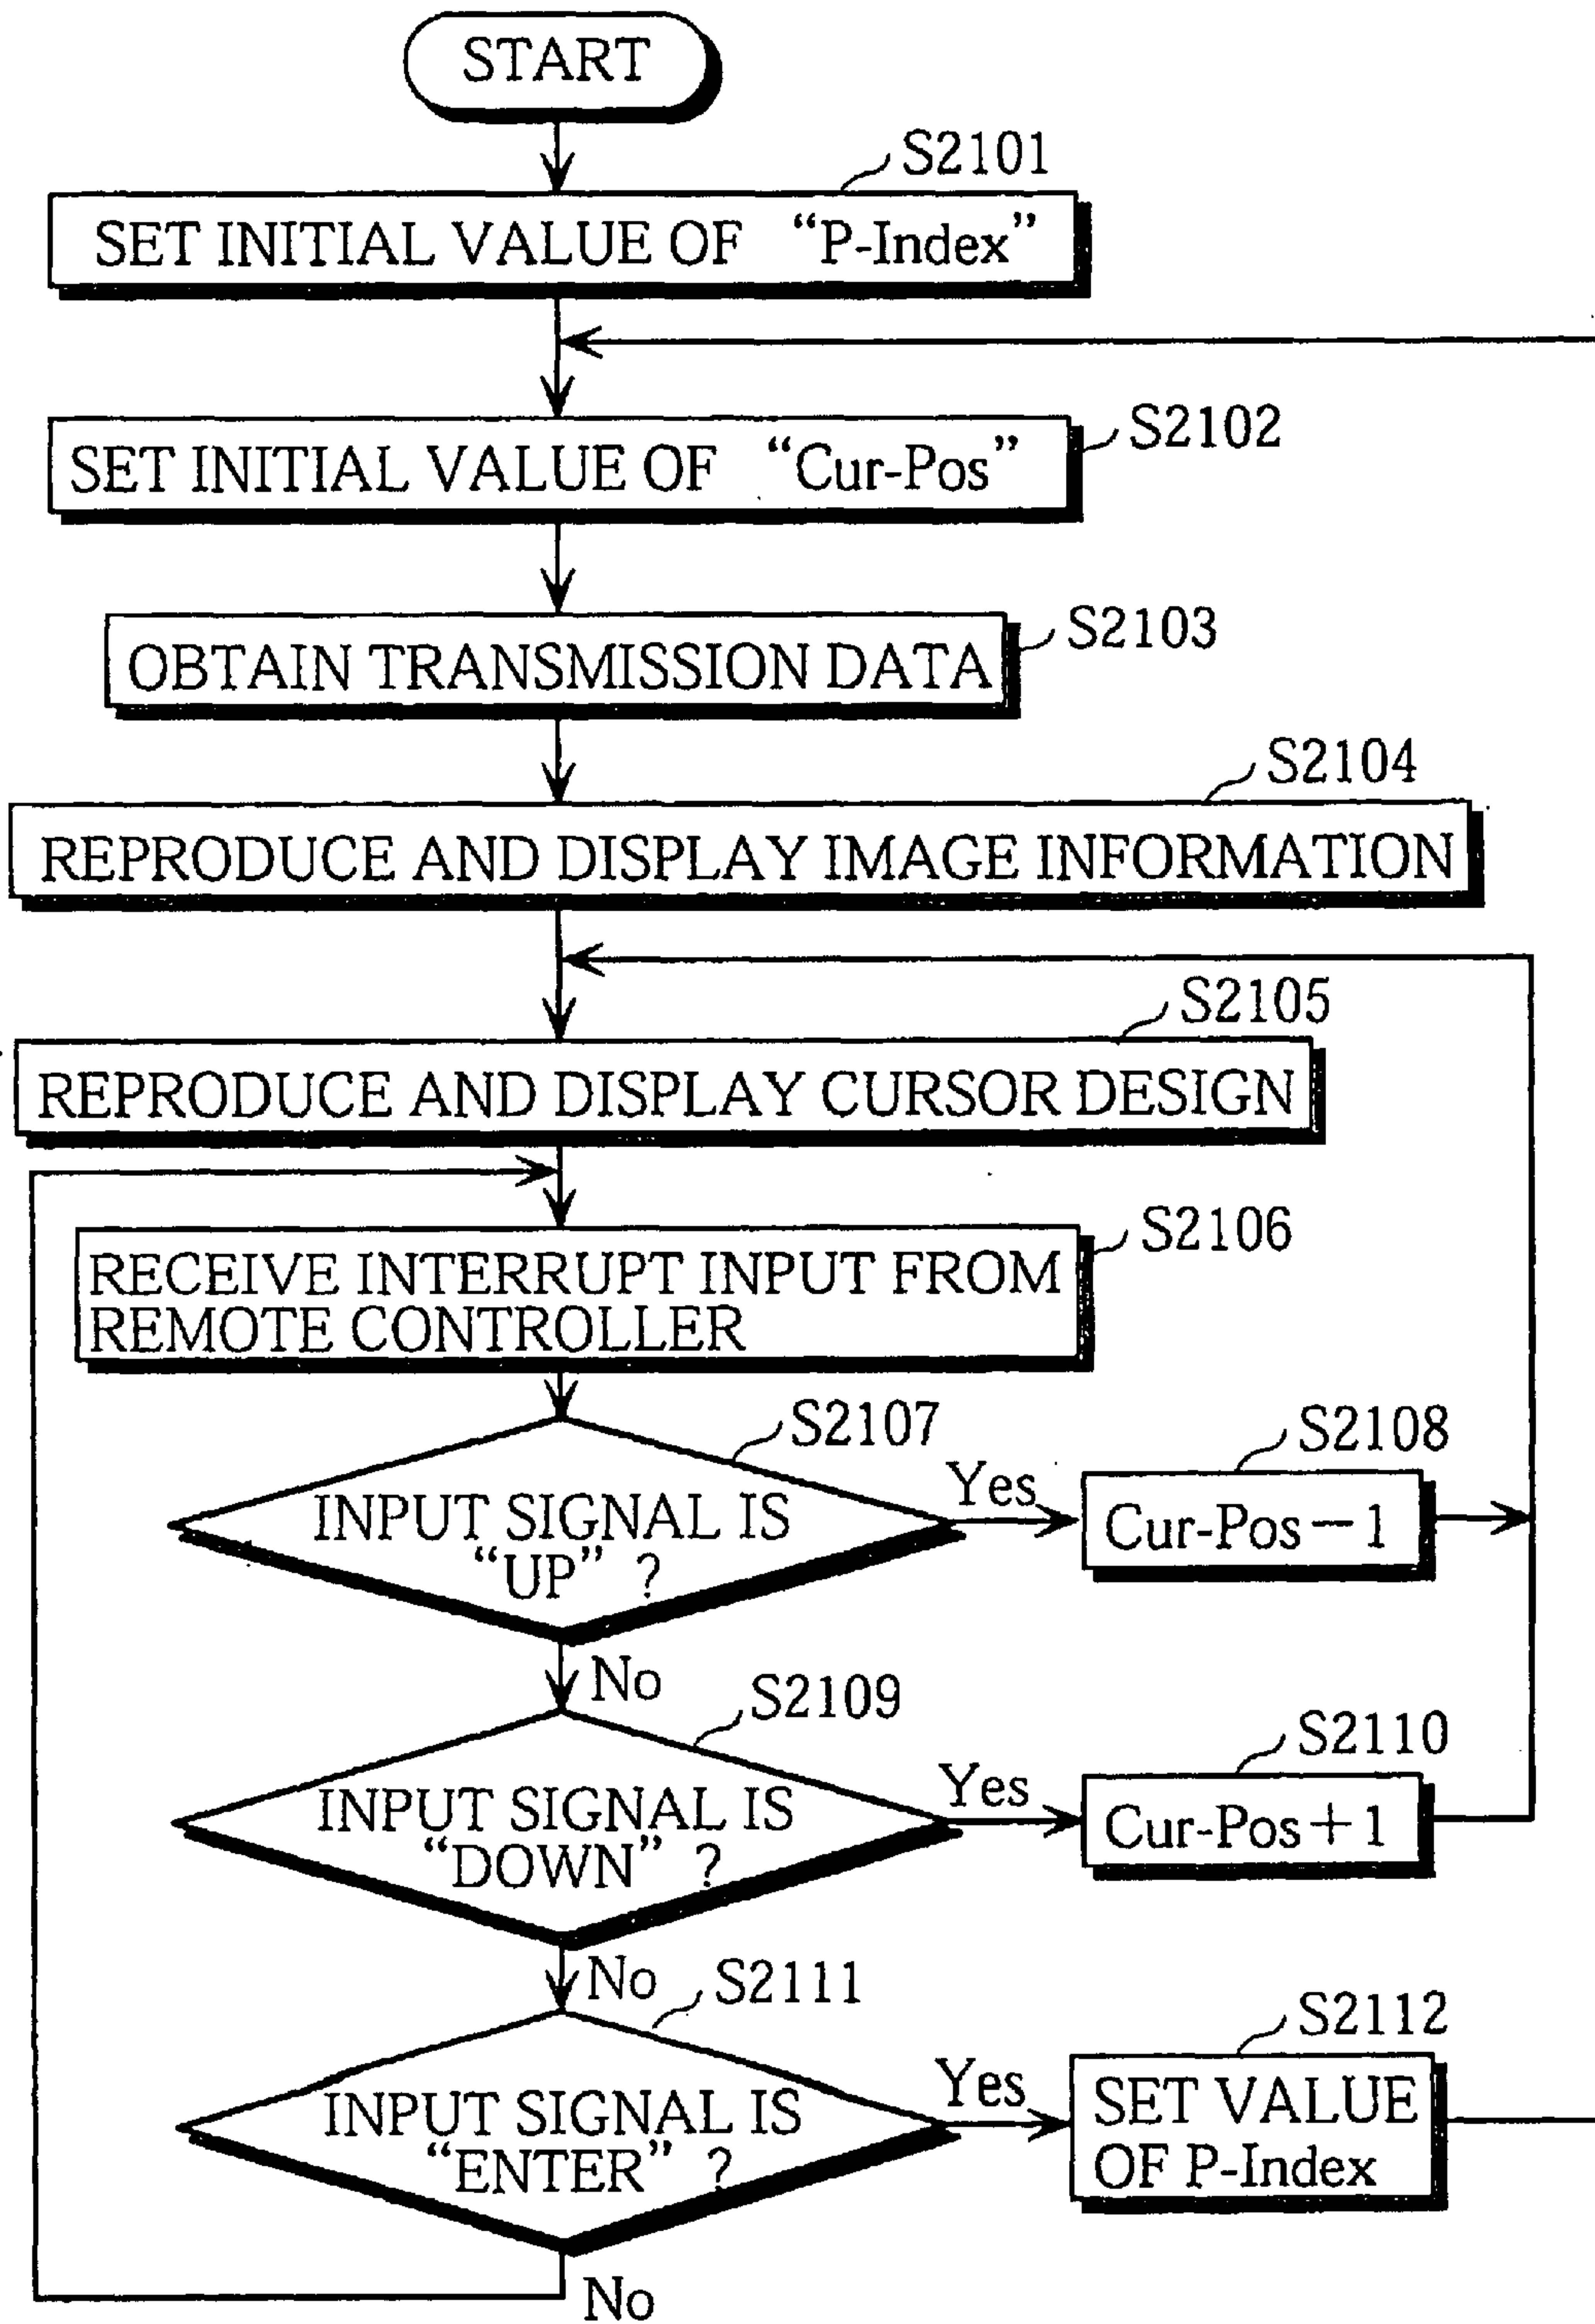 START
S2101
SET INITIAL VALUE OF “P-Index”
S2102
SET INITIAL VALUE OF “Cur-Pos”
S2103
OBTAIN TRANSMISSION DATA
S2104
REPRODUCE AND DISPLAY IMAGE INFORMATION
S2105
REPRODUCE AND DISPLAY CURSOR DESIGN
S2106
RECEIVE INTERRUPT INPUT FROM
REMOTE CONTROLLER
S2107
INPUT SIGNAL IS
“UP” ?
Yes
S2108
Cur-Pos－1
No
S2109
INPUT SIGNAL IS
“DOWN” ?
Yes
S2110
Cur-Pos＋1
No
S2111
INPUT SIGNAL IS
“ENTER” ?
Yes
S2112
SET VALUE
OF P-Index
No